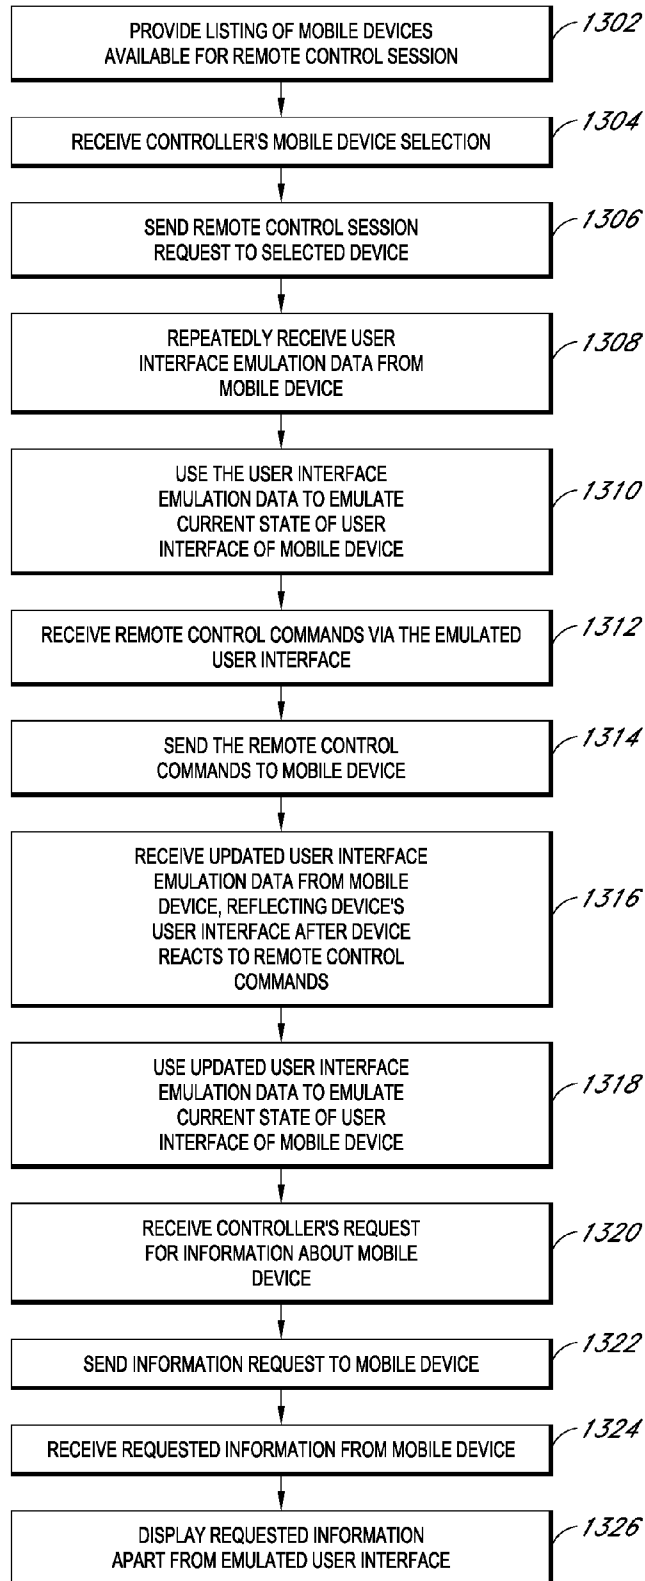 PROVIDE LISTING OF MOBILE DEVICES
AVAILABLE FOR REMOTE CONTROL SESSION
1302
RECEIVE CONTROLLER'S MOBILE DEVICE SELECTION
1304
SEND REMOTE CONTROL SESSION
REQUEST TO SELECTED DEVICE
1306
REPEATEDLY RECEIVE USER
INTERFACE EMULATION DATA FROM
MOBILE DEVICE
1308
USE THE USER INTERFACE
EMULATION DATA TO EMULATE
CURRENT STATE OF USER
INTERFACE OF MOBILE DEVICE
1310
RECEIVE REMOTE CONTROL COMMANDS VIA THE EMULATED
USER INTERFACE
1312
SEND THE REMOTE CONTROL
COMMANDS TO MOBILE DEVICE
1314
RECEIVE UPDATED USER INTERFACE
EMULATION DATA FROM MOBILE
DEVICE, REFLECTING DEVICE'S
USER INTERFACE AFTER DEVICE
REACTS TO REMOTE CONTROL
COMMANDS
1316
USE UPDATED USER INTERFACE
EMULATION DATA TO EMULATE
CURRENT STATE OF USER
INTERFACE OF MOBILE DEVICE
1318
RECEIVE CONTROLLER'S REQUEST
FOR INFORMATION ABOUT MOBILE
DEVICE
1320
SEND INFORMATION REQUEST TO MOBILE DEVICE
1322
RECEIVE REQUESTED INFORMATION FROM MOBILE DEVICE
1324
DISPLAY REQUESTED INFORMATION
APART FROM EMULATED USER INTERFACE
1326